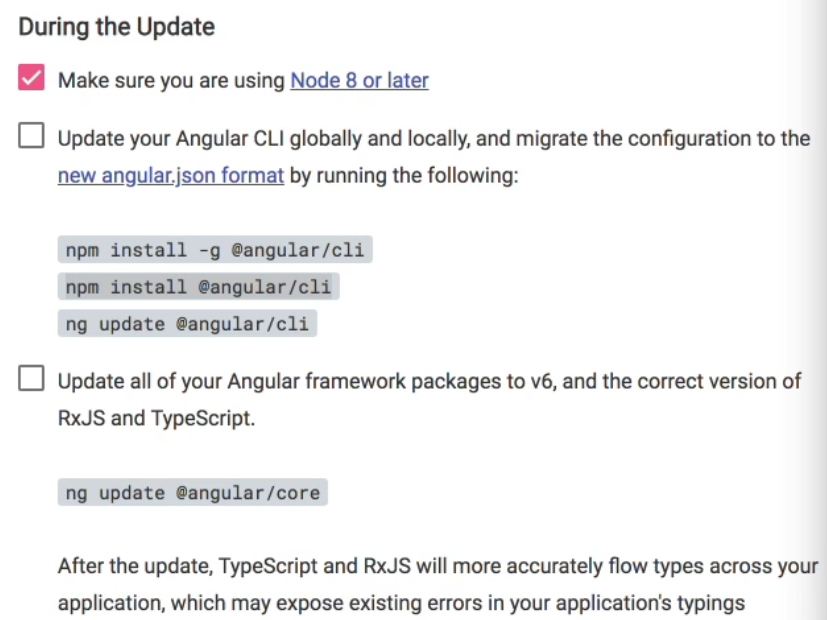 During the Update
Make sure you are using Node 8 or later
Update your Angular CLI globally and locally, and migrate the configuration to the
new angular.json format by running the following:
npm install -g @angular/cli
npm install @angular/cli
ng update @angular/cli
Update all of your Angular framework packages to v6, and the correct version of
RxJS and TypeScript.
ng update @angular/core
After the update, TypeScript and RxJS will more accurately flow types across your
application, which may expose existing errors in your application's typings